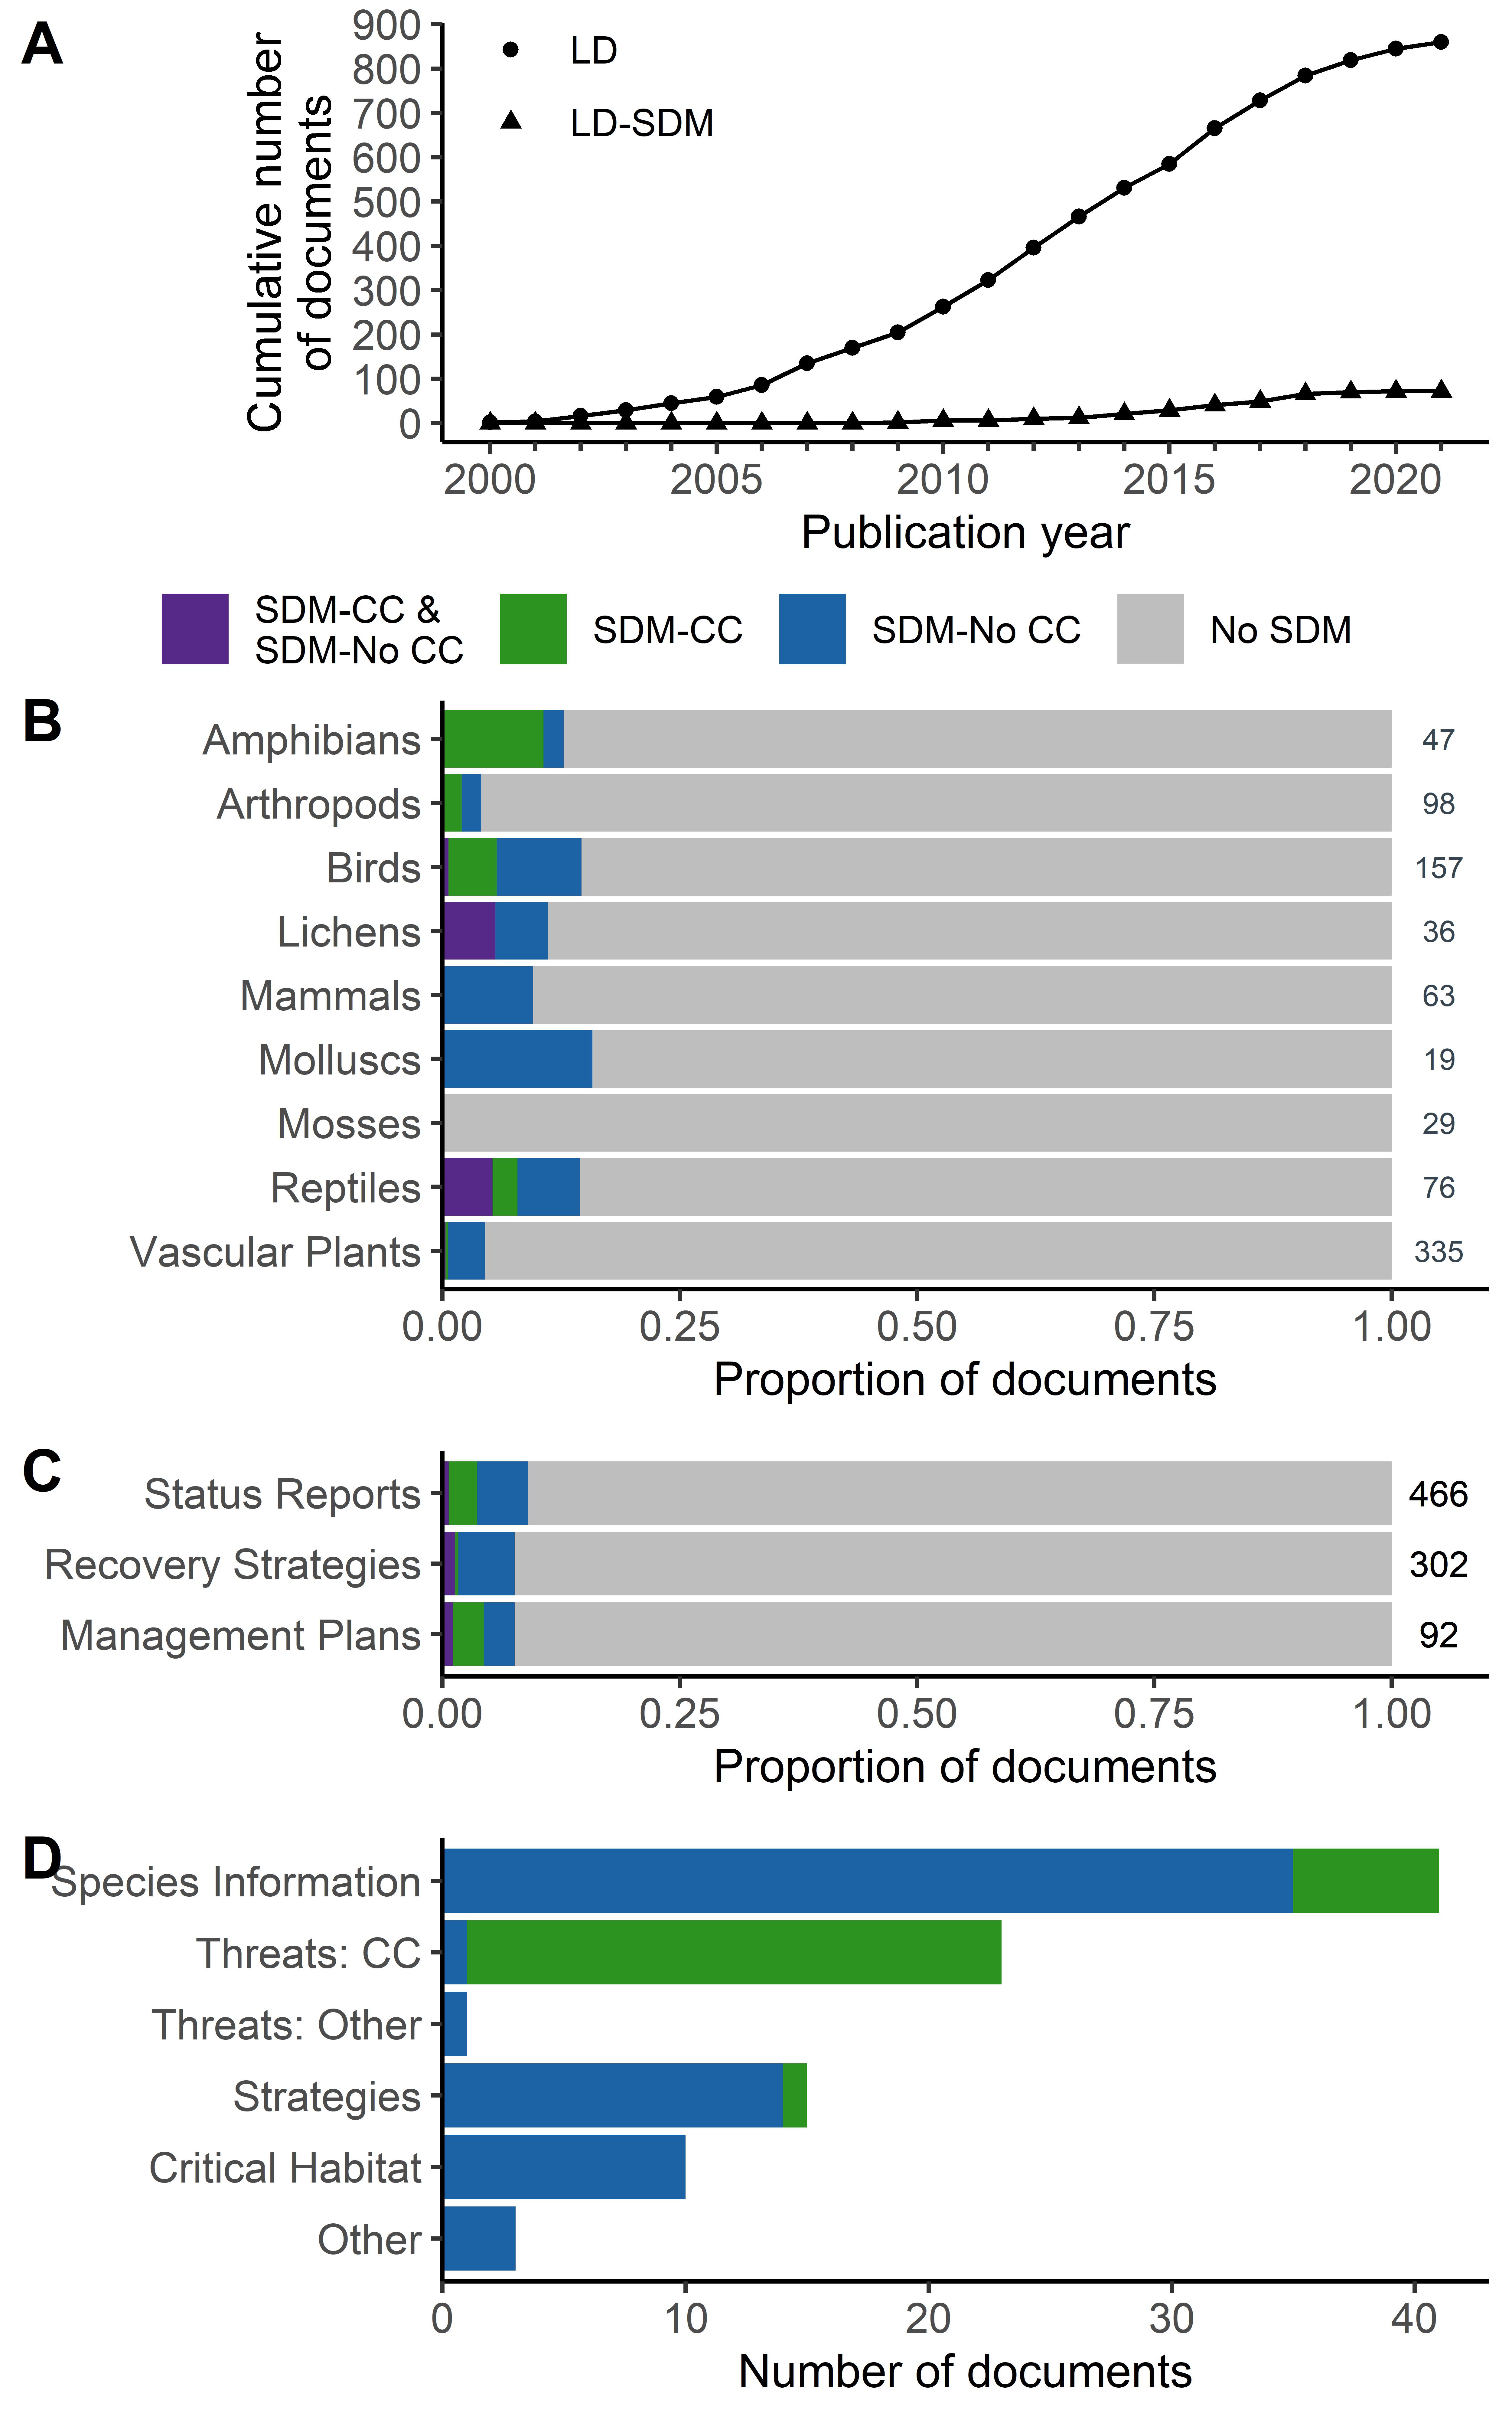 A
Cumulative number
of documents
900
800
700
600
500
400
300
200
100
0
LD
LD-SDM
2000 2005 2010 2015 2020
Publication year
SDM-CC &
SDM-No CC
SDM-CC
SDM-No CC
No SDM
B
Amphibians 47
Arthropods 98
Birds 157
Lichens 36
Mammals 63
Molluscs 19
Mosses 29
Reptiles 76
Vascular Plants 335
0.00 0.25 0.50 0.75 1.00
Proportion of documents
C
Status Reports 466
Recovery Strategies 302
Management Plans 92
0.00 0.25 0.50 0.75 1.00
Proportion of documents
D
Species Information
Threats: CC
Threats: Other
Strategies
Critical Habitat
Other
0 10 20 30 40
Number of documents